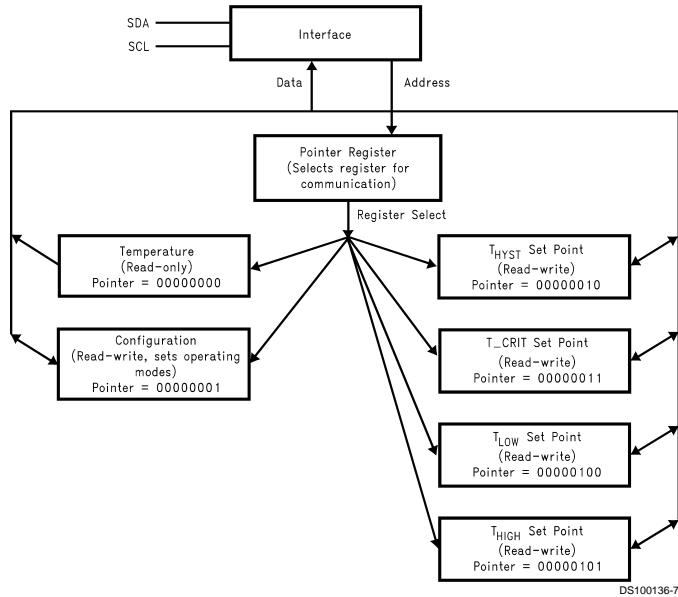 SDA
SCL
Interface
Data
Address
Pointer Register
(Selects register for
communication)
Register Select
Temperature
(Read-only)
Pointer = 00000000
Configuration
(Read-write, sets operating
modes)
Pointer = 00000001
THYST Set Point
(Read-write)
Pointer = 00000010
T_CRIT Set Point
(Read-write)
Pointer = 00000011
TLOW Set Point
(Read-write)
Pointer = 00000100
THIGH Set Point
(Read-write)
Pointer = 00000101
DS100136-7